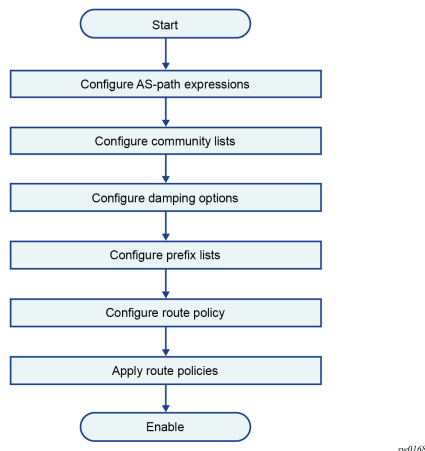 Start
Configure AS-path expressions
Configure community lists
Configure damping options
Configure prefix lists
Configure route policy
Apply route policies
Enable
sw0168